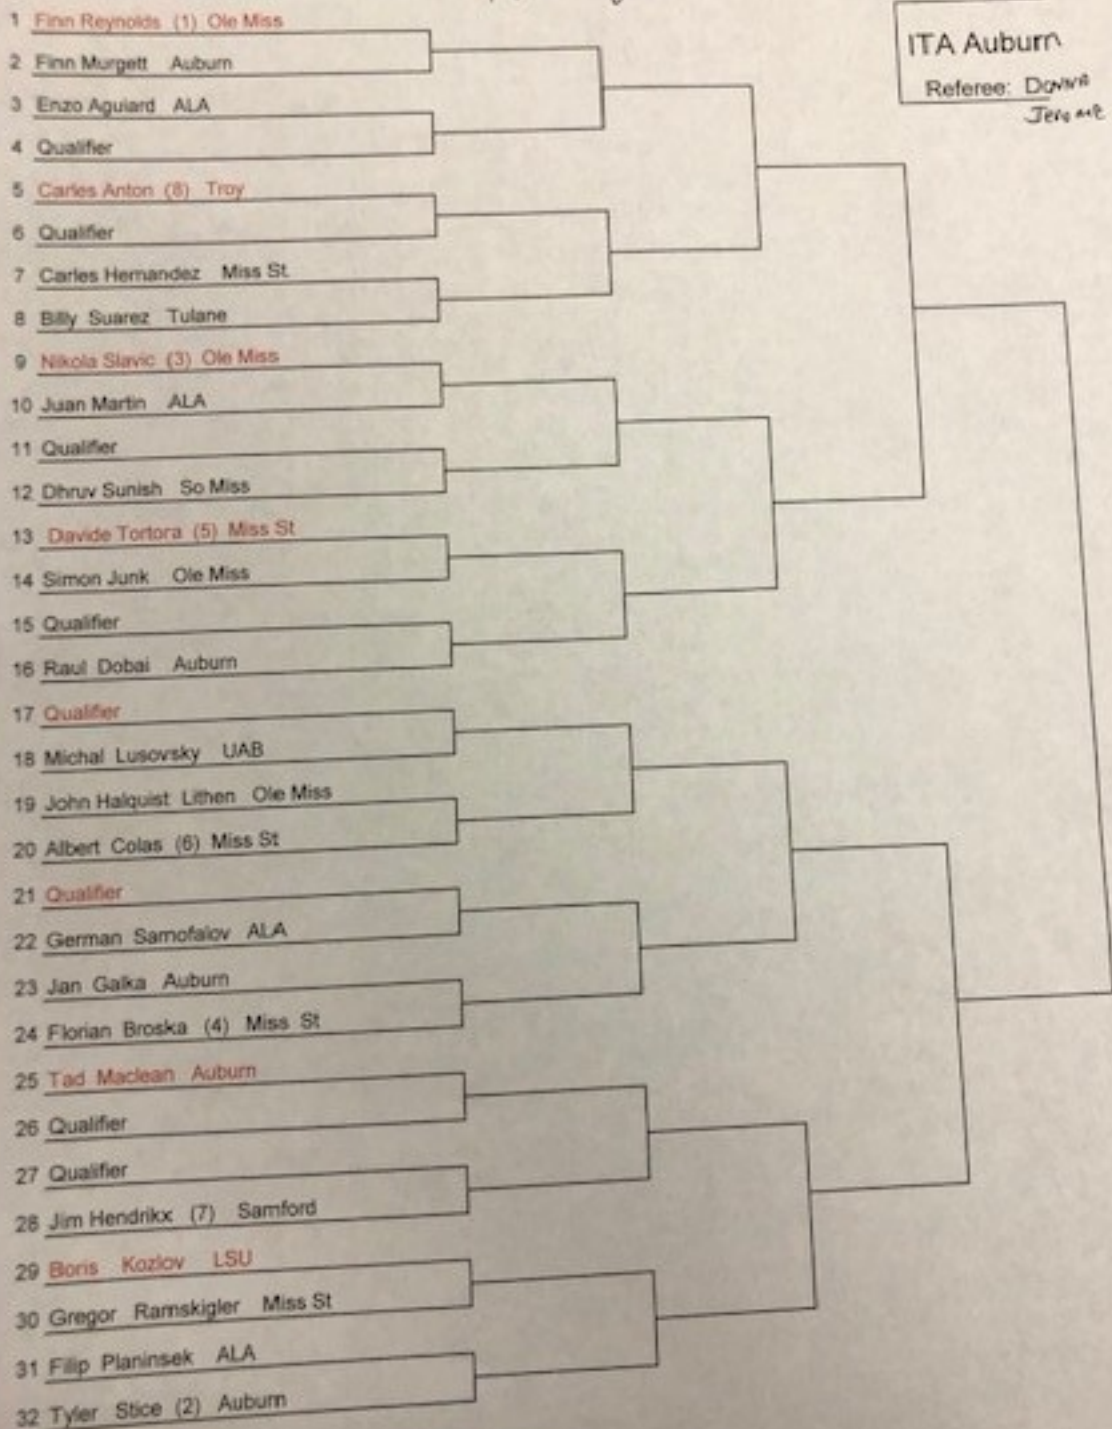 ITA Auburn
Referee: Donna
Jerome
1 Finn Reynolds (1) Ole Miss
2 Finn Murgett Auburn
3 Enzo Aguiard ALA
4 Qualifier
5 Carles Anton (8) Troy
6 Qualifier
7 Carles Hernandez Miss St
8 Billy Suarez Tulane
9 Nikola Slavic (3) Ole Miss
10 Juan Martin ALA
11 Qualifier
12 Dhruv Sunish So Miss
13 Davide Tortora (5) Miss St
14 Simon Junk Ole Miss
15 Qualifier
16 Raul Dobai Auburn
17 Qualifier
18 Michal Lusovsky UAB
19 John Halquist Lithen Ole Miss
20 Albert Colas (6) Miss St
21 Qualifier
22 German Samofalov ALA
23 Jan Galka Auburn
24 Florian Broska (4) Miss St
25 Tad Maclean Auburn
26 Qualifier
27 Qualifier
28 Jim Hendrikx (7) Samford
29 Boris Kozlov LSU
30 Gregor Ramskigler Miss St
31 Filip Planinsek ALA
32 Tyler Stice (2) Auburn